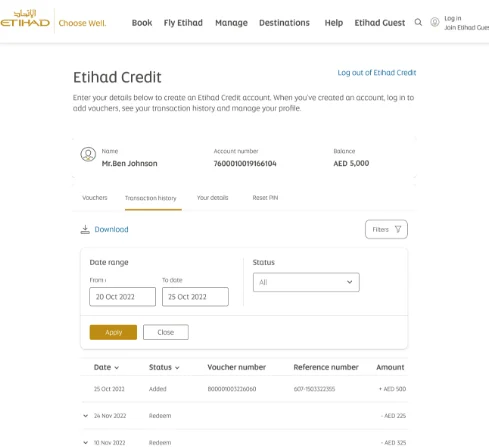 الإتحاد
ETIHAD
Choose Well.
Book Fly Etihad Manage Destinations Help Etihad Guest
Log in
Join Etihad Gues
Etihad Credit
Log out of Etihad Credit
Enter your details below to create an Etihad Credit account. When you've created an account, log in to
add vouchers, see your transaction history and manage your profile.
Name Account number Balance
Mr.Ben Johnson 7600010019166104 AED 5,000
Vouchers Transaction history Your details Reset PIN
Download
Filters
Date range Status
From To date
All
20 Oct 2022 25 Oct 2022
Apply Close
Date Status Voucher number Reference number Amount
25 Oct 2022 Added B00001003226060 607-1503322355 + AED 500
24 Nov 2022 Redeem - AED 225
10 Nov 2022 Redeem - AED 525